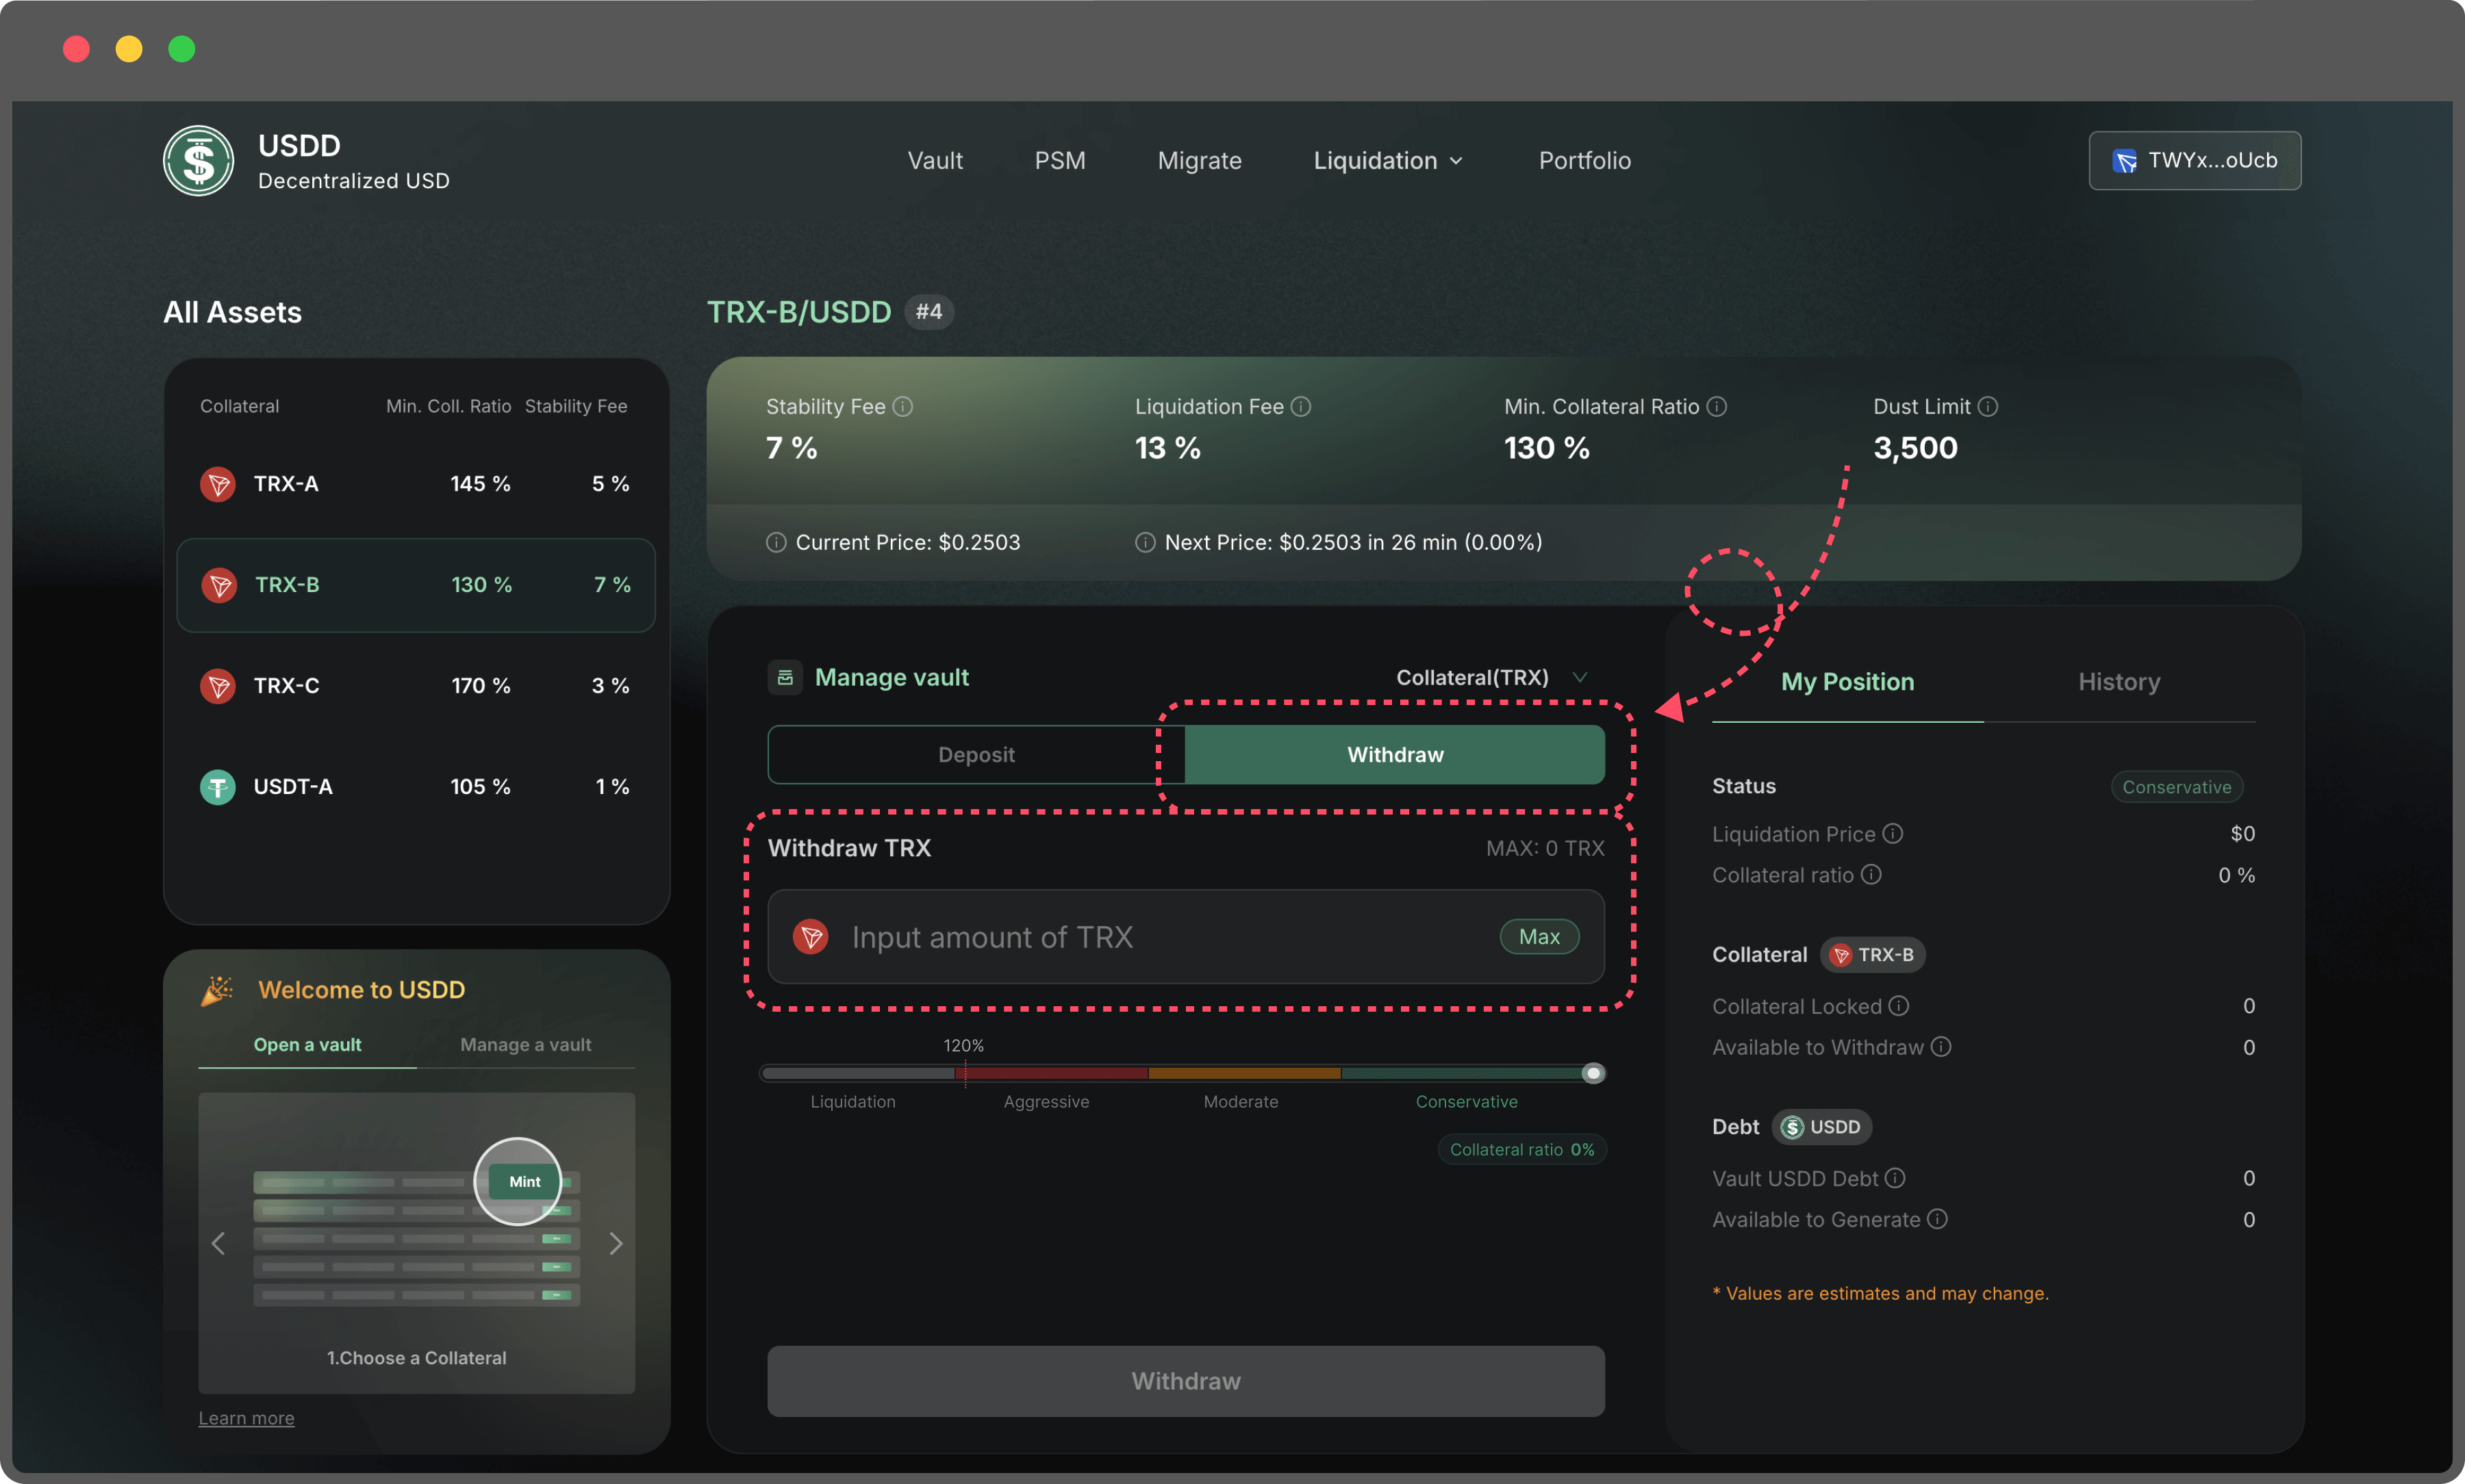 USDD
Decentralized USD
Vault
PSM
Migrate
Liquidation
Portfolio
TWYx...oUcb
All Assets
Collateral Min. Coll. Ratio Stability Fee
TRX-A 145 % 5 %
TRX-B 130 % 7 %
TRX-C 170 % 3 %
USDT-A 105 % 1 %
Welcome to USDD
Open a vault Manage a vault
Mint
1.Choose a Collateral
Learn more
TRX-B/USDD #4
Stability Fee
7 %
Liquidation Fee
13 %
Min. Collateral Ratio
130 %
Dust Limit
3,500
Current Price: $0.2503
Next Price: $0.2503 in 26 min (0.00%)
Manage vault
Collateral(TRX)
Deposit
Withdraw
Withdraw TRX
MAX: 0 TRX
Input amount of TRX
Max
120%
Liquidation Aggressive Moderate Conservative
Collateral ratio 0%
Withdraw
My Position
History
Status Conservative
Liquidation Price $0
Collateral ratio 0 %
Collateral TRX-B
Collateral Locked 0
Available to Withdraw 0
Debt USDD
Vault USDD Debt 0
Available to Generate 0
* Values are estimates and may change.